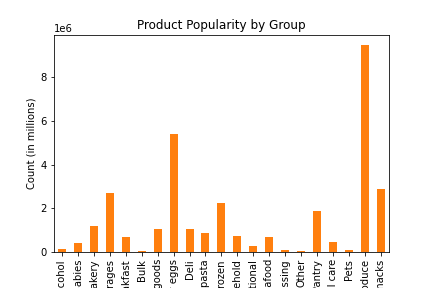 Product Popularity by Group
1e6
Count (in millions)
8
6
4
2
0
cohol
abies
akery
rages
kfast
Bulk
goods
eggs
Deli
pasta
rozen
ehold
tional
afood
ssing
Other
antry
l care
Pets
duce
nacks